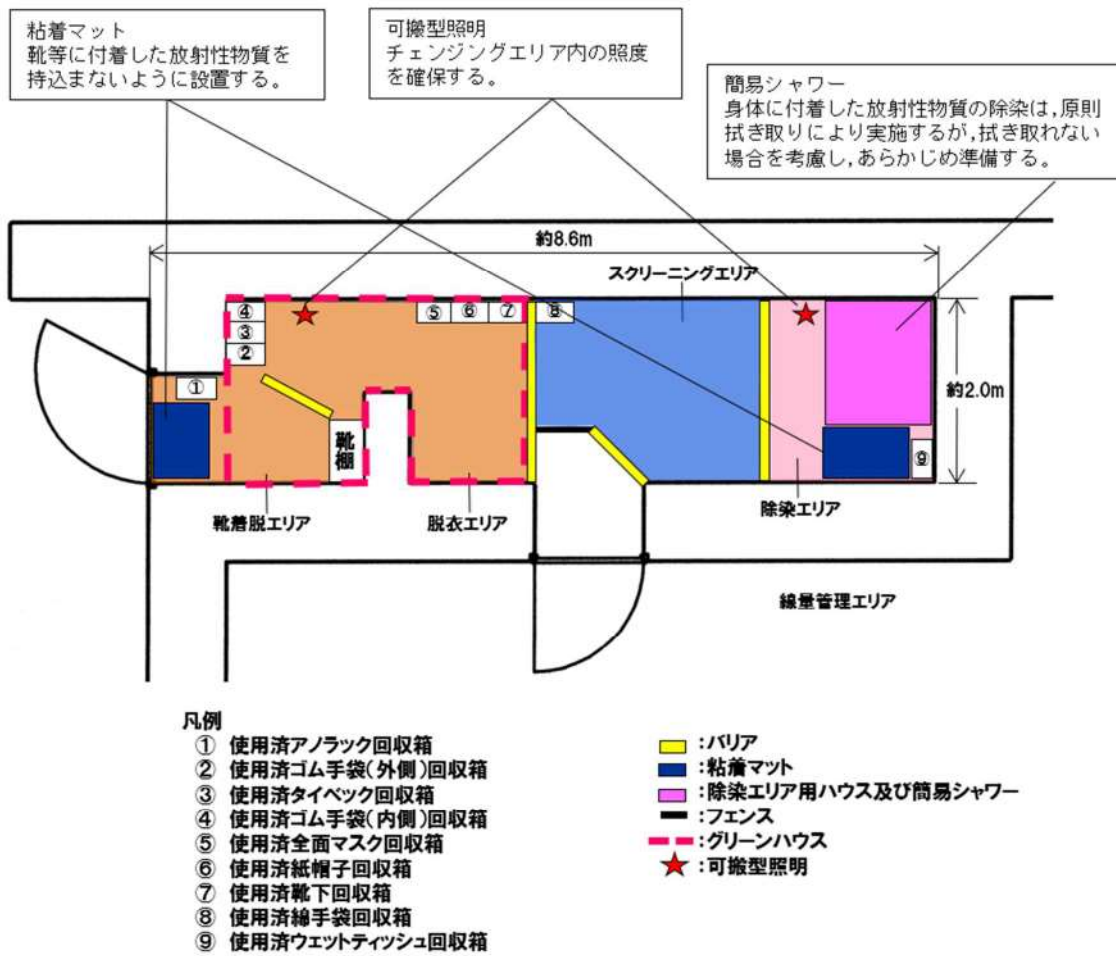 粘着マット
靴等に付着した放射性物質を
持込まないように設置する。
可搬型照明
チェンジングエリア内の照度
を確保する。
簡易シャワー
身体に付着した放射性物質の除染は,原則
拭き取りにより実施するが,拭き取れない
場合を考慮し,あらかじめ準備する。
約8.6m
スクリーニングエリア
④
③
②
①
⑤
⑥
⑦
⑧
⑨
約2.0m
靴棚
靴着脱エリア
脱衣エリア
除染エリア
線量管理エリア
凡例
① 使用済アノラック回収箱
② 使用済ゴム手袋(外側)回収箱
③ 使用済タイベック回収箱
④ 使用済ゴム手袋(内側)回収箱
⑤ 使用済全面マスク回収箱
⑥ 使用済紙帽子回収箱
⑦ 使用済靴下回収箱
⑧ 使用済綿手袋回収箱
⑨ 使用済ウェットティッシュ回収箱
:バリア
:粘着マット
:除染エリア用ハウス及び簡易シャワー
:フェンス
:グリーンハウス
:可搬型照明